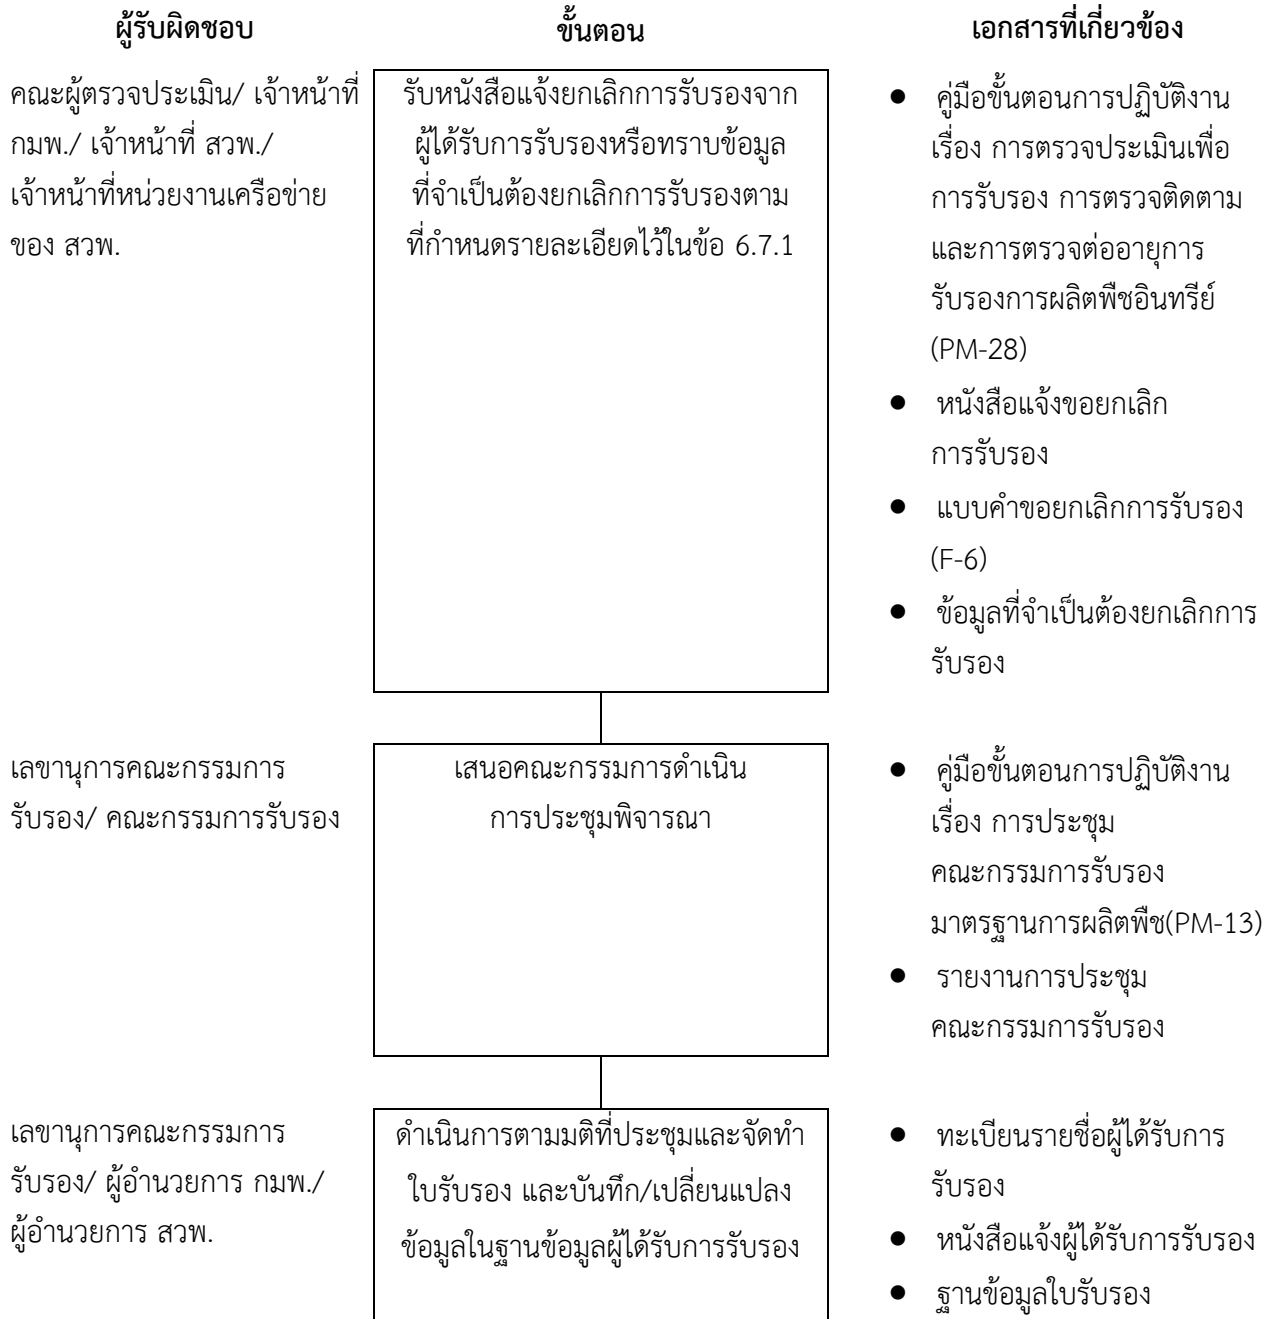 ผู้รับผิดชอบ
ขั้นตอน
เอกสารที่เกี่ยวข้อง
คณะผู้ตรวจประเมิน/ เจ้าหน้าที่
กมพ./ เจ้าหน้าที่ สวพ./
เจ้าหน้าที่หน่วยงานเครือข่าย
ของ สวพ.
รับหนังสือแจ้งยกเลิกการรับรองจาก
ผู้ได้รับการรับรองหรือทราบข้อมูล
ที่จำเป็นต้องยกเลิกการรับรองตาม
ที่กำหนดรายละเอียดไว้ในข้อ 6.7.1
● คู่มือขั้นตอนการปฏิบัติงาน
เรื่อง การตรวจประเมินเพื่อ
การรับรอง การตรวจติดตาม
และการตรวจต่ออายุการ
รับรองการผลิตพืชอินทรีย์
(PM-28)
● หนังสือแจ้งขอยกเลิก
การรับรอง
● แบบคำขอยกเลิกการรับรอง
(F-6)
● ข้อมูลที่จำเป็นต้องยกเลิกการ
รับรอง
เลขานุการคณะกรรมการ
รับรอง/ คณะกรรมการรับรอง
เสนอคณะกรรมการดำเนิน
การประชุมพิจารณา
● คู่มือขั้นตอนการปฏิบัติงาน
เรื่อง การประชุม
คณะกรรมการรับรอง
มาตรฐานการผลิตพืช(PM-13)
● รายงานการประชุม
คณะกรรมการรับรอง
เลขานุการคณะกรรมการ
รับรอง/ ผู้อำนวยการ กมพ./
ผู้อำนวยการ สวพ.
ดำเนินการตามมติที่ประชุมและจัดทำ
ใบรับรอง และบันทึก/เปลี่ยนแปลง
ข้อมูลในฐานข้อมูลผู้ได้รับการรับรอง
● ทะเบียนรายชื่อผู้ได้รับการ
รับรอง
● หนังสือแจ้งผู้ได้รับการรับรอง
● ฐานข้อมูลใบรับรอง